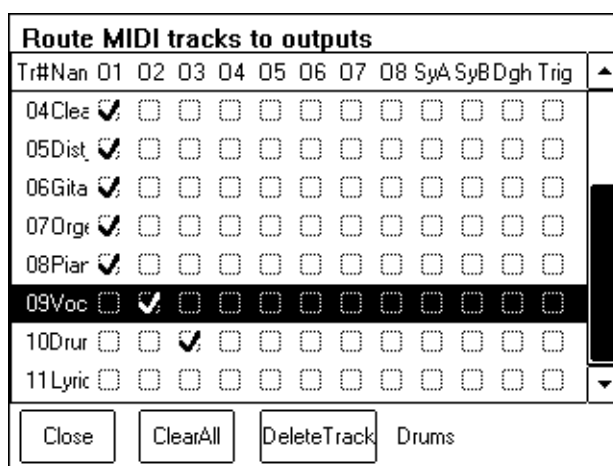 Route MIDI tracks to outputs
Tr#Nan O1 O2 O3 O4 O5 O6 O7 O8 SyA SyB Dgh Trig
04Clea
05Dist_
06Gita
07Orge
08Piar
09Voc
10Drur
11Lyric
Close ClearAll DeleteTrack Drums